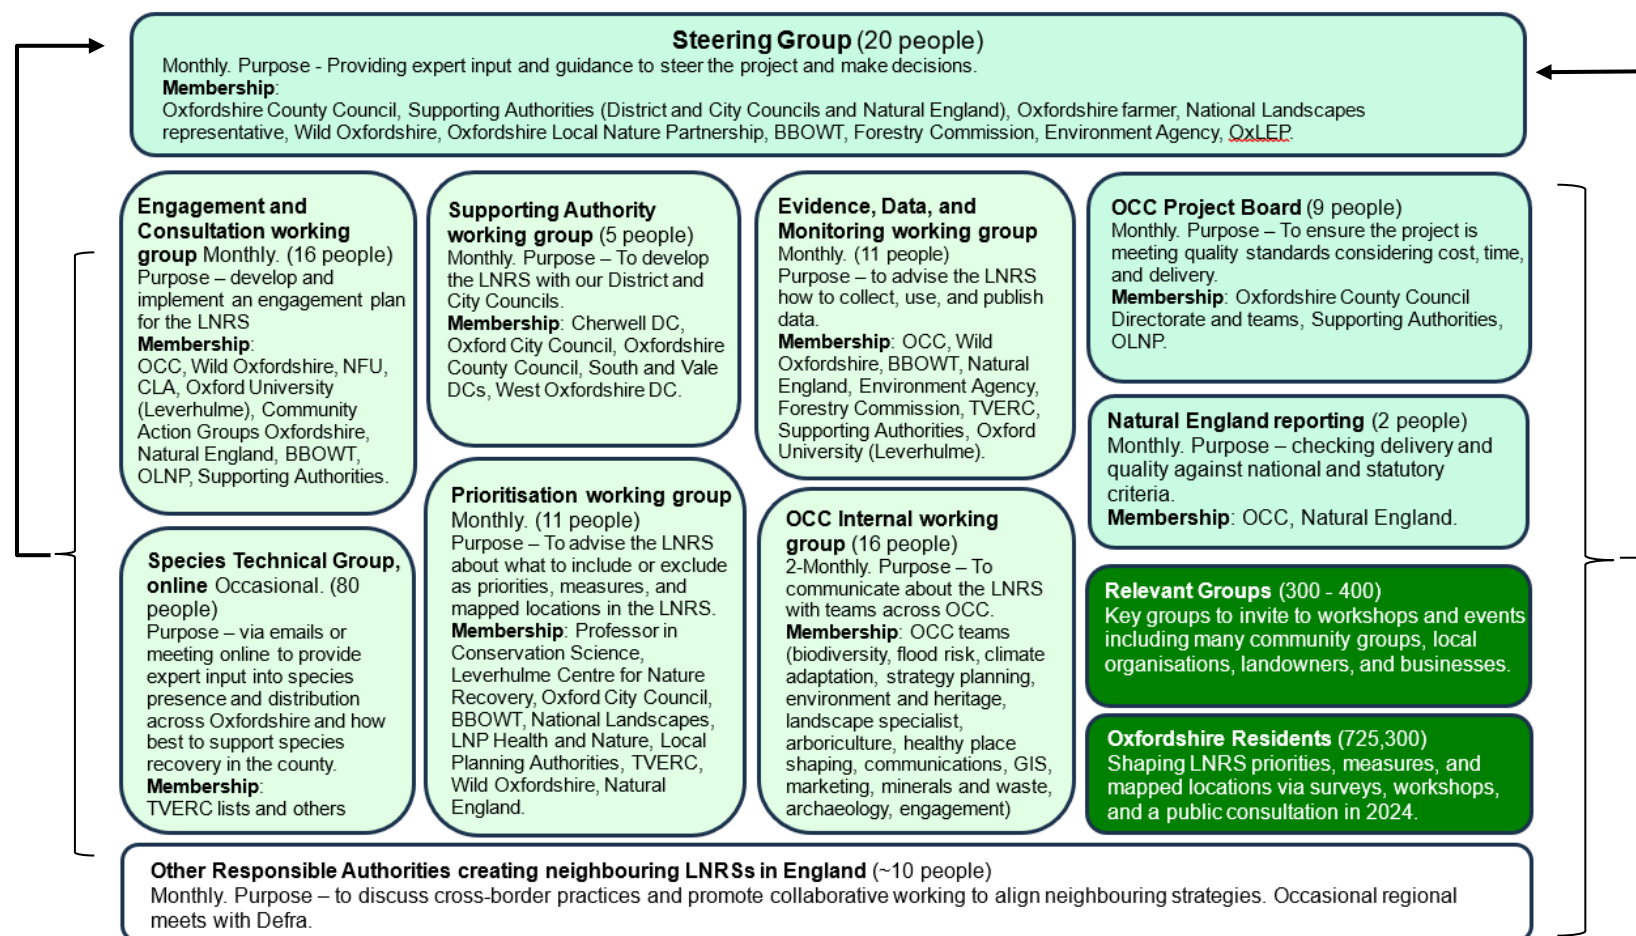 Steering Group (20 people)
Monthly. Purpose - Providing expert input and guidance to steer the project and make decisions.
Membership:
Oxfordshire County Council, Supporting Authorities (District and City Councils and Natural England), Oxfordshire farmer, National Landscapes
representative, Wild Oxfordshire, Oxfordshire Local Nature Partnership, BBOWT, Forestry Commission, Environment Agency, OxLEP.
Engagement and
Consultation working
group Monthly. (16 people)
Purpose – develop and
implement an engagement plan
for the LNRS
Membership:
OCC, Wild Oxfordshire, NFU,
CLA, Oxford University
(Leverhulme), Community
Action Groups Oxfordshire,
Natural England, BBOWT,
OLNP, Supporting Authorities.
Species Technical Group,
online Occasional. (80
people)
Purpose – via emails or
meeting online to provide
expert input into species
presence and distribution
across Oxfordshire and how
best to support species
recovery in the county.
Membership:
TVERC lists and others
Supporting Authority
working group (5 people)
Monthly. Purpose – To develop
the LNRS with our District and
City Councils.
Membership: Cherwell DC,
Oxford City Council, Oxfordshire
County Council, South and Vale
DCs, West Oxfordshire DC.
Prioritisation working group
Monthly. (11 people)
Purpose – To advise the LNRS
about what to include or exclude
as priorities, measures, and
mapped locations in the LNRS.
Membership: Professor in
Conservation Science,
Leverhulme Centre for Nature
Recovery, Oxford City Council,
BBOWT, National Landscapes,
LNP Health and Nature, Local
Planning Authorities, TVERC,
Wild Oxfordshire, Natural
England.
Evidence, Data, and
Monitoring working group
Monthly. (11 people)
Purpose – to advise the LNRS
how to collect, use, and publish
data.
Membership: OCC, Wild
Oxfordshire, BBOWT, Natural
England, Environment Agency,
Forestry Commission, TVERC,
Supporting Authorities, Oxford
University (Leverhulme).
OCC Internal working
group (16 people)
2-Monthly. Purpose – To
communicate about the LNRS
with teams across OCC.
Membership: OCC teams
(biodiversity, flood risk, climate
adaptation, strategy planning,
environment and heritage,
landscape specialist,
arboriculture, healthy place
shaping, communications, GIS,
marketing, minerals and waste,
archaeology, engagement)
OCC Project Board (9 people)
Monthly. Purpose – To ensure the project is
meeting quality standards considering cost, time,
and delivery.
Membership: Oxfordshire County Council
Directorate and teams, Supporting Authorities,
OLNP.
Natural England reporting (2 people)
Monthly. Purpose – checking delivery and
quality against national and statutory
criteria.
Membership: OCC, Natural England.
Relevant Groups (300 - 400)
Key groups to invite to workshops and events
including many community groups, local
organisations, landowners, and businesses.
Oxfordshire Residents (725,300)
Shaping LNRS priorities, measures, and
mapped locations via surveys, workshops,
and a public consultation in 2024.
Other Responsible Authorities creating neighbouring LNRSs in England (~10 people)
Monthly. Purpose – to discuss cross-border practices and promote collaborative working to align neighbouring strategies. Occasional regional
meets with Defra.